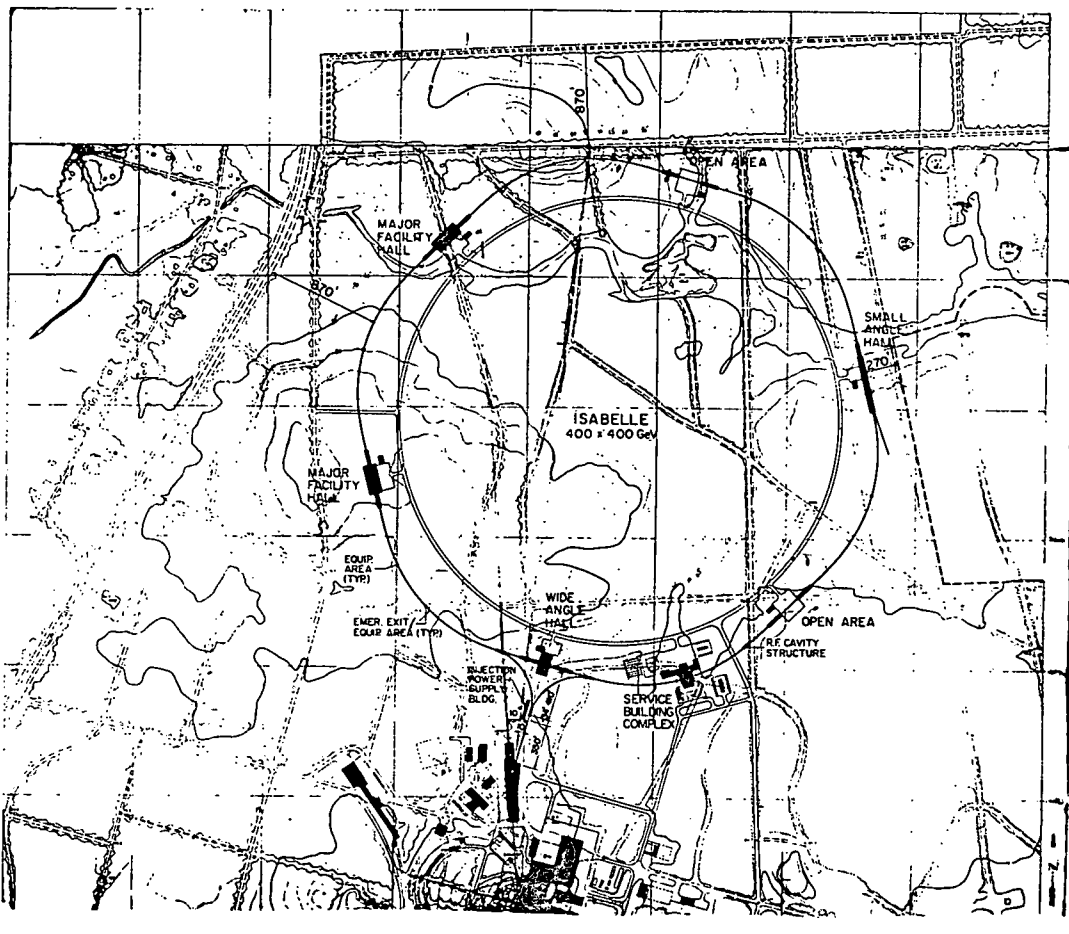 870'
OPEN AREA
MAJOR
FACILITY
HALL
870'
SMALL
ANGLE
HALL
270'
ISABELLE
400 x 400 GeV
MAJOR
FACILITY
HALL
EQUIP.
AREA
(TYP.)
WIDE
ANGLE
HALL
EMER. EXIT
EQUIP. AREA (TYP.)
OPEN AREA
R.F. CAVITY
STRUCTURE
INJECTION
POWER
SUPPLY
BLDG.
SERVICE
BUILDING
COMPLEX